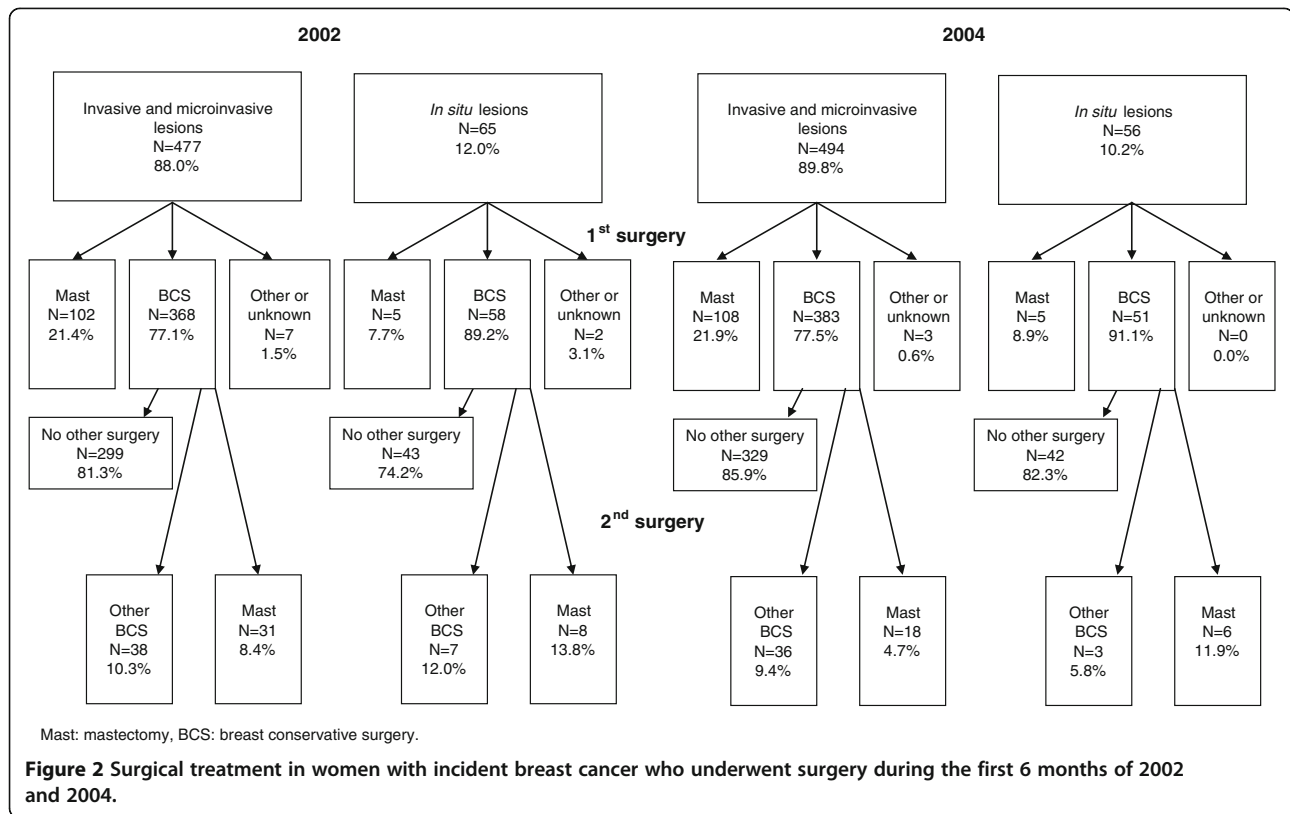 2002
2004
Invasive and microinvasive
lesions
N=477
88.0%
In situ lesions
N=65
12.0%
Invasive and microinvasive
lesions
N=494
89.8%
In situ lesions
N=56
10.2%
1st surgery
Mast
N=102
21.4%
BCS
N=368
77.1%
Other or
unknown
N=7
1.5%
Mast
N=5
7.7%
BCS
N=58
89.2%
Other or
unknown
N=2
3.1%
Mast
N=108
21.9%
BCS
N=383
77.5%
Other or
unknown
N=3
0.6%
Mast
N=5
8.9%
BCS
N=51
91.1%
Other or
unknown
N=0
0.0%
No other surgery
N=299
81.3%
No other surgery
N=43
74.2%
No other surgery
N=329
85.9%
No other surgery
N=42
82.3%
2nd surgery
Other
BCS
N=38
10.3%
Mast
N=31
8.4%
Other
BCS
N=7
12.0%
Mast
N=8
13.8%
Other
BCS
N=36
9.4%
Mast
N=18
4.7%
Other
BCS
N=3
5.8%
Mast
N=6
11.9%
Mast: mastectomy, BCS: breast conservative surgery.
Figure 2 Surgical treatment in women with incident breast cancer who underwent surgery during the first 6 months of 2002
and 2004.